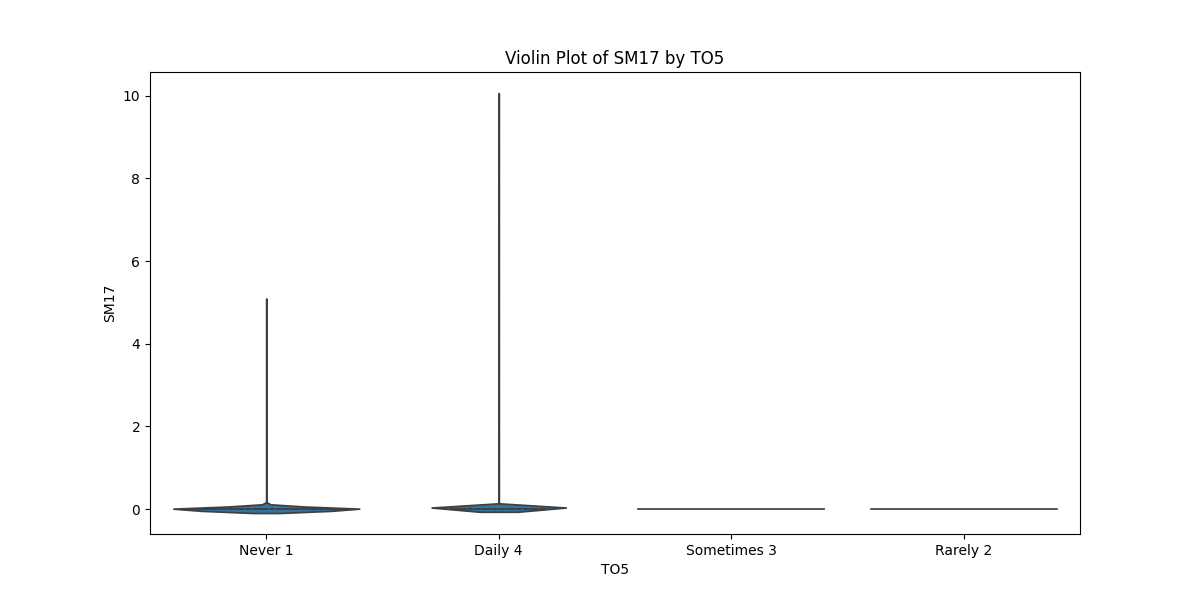 Violin Plot of SM17 by TO5
10
8
6
4
2
0
SM17
Never 1
Daily 4
Sometimes 3
Rarely 2
TO5